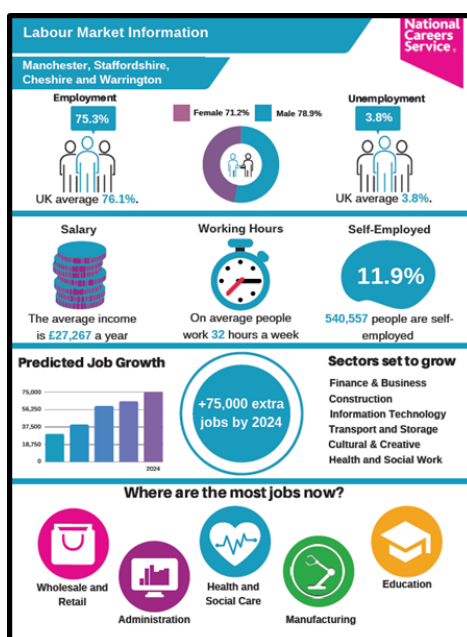 Labour Market Information
National
Careers
Service
Manchester, Staffordshire,
Cheshire and Warrington
Employment
75.3%
UK average 76.1%.
Female 71.2%
Male 78.9%
Unemployment
3.8%
UK average 3.8%.
Salary
The average income
is £27,267 a year
Working Hours
On average people
work 32 hours a week
Self-Employed
11.9%
540,557 people are self-
employed
Predicted Job Growth
75,000
56,250
37,500
18,750
0
2024
+75,000 extra
jobs by 2024
Sectors set to grow
Finance & Business
Construction
Information Technology
Transport and Storage
Cultural & Creative
Health and Social Work
Where are the most jobs now?
Wholesale and
Retail
Administration
Health and
Social Care
Manufacturing
Education